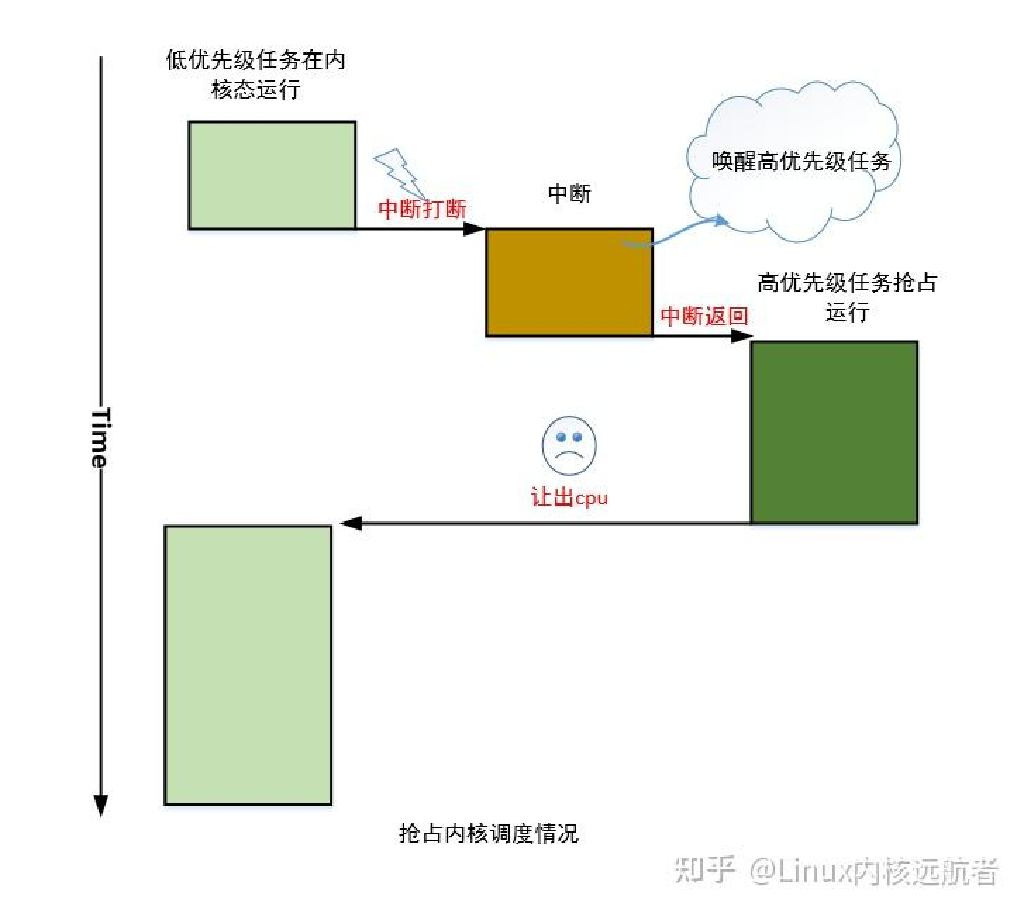 低优先级任务在内
核态运行
中断打断
中断
唤醒高优先级任务
高优先级任务抢占
运行
中断返回
Time
让出cpu
抢占内核调度情况
知乎 @Linux内核远航者